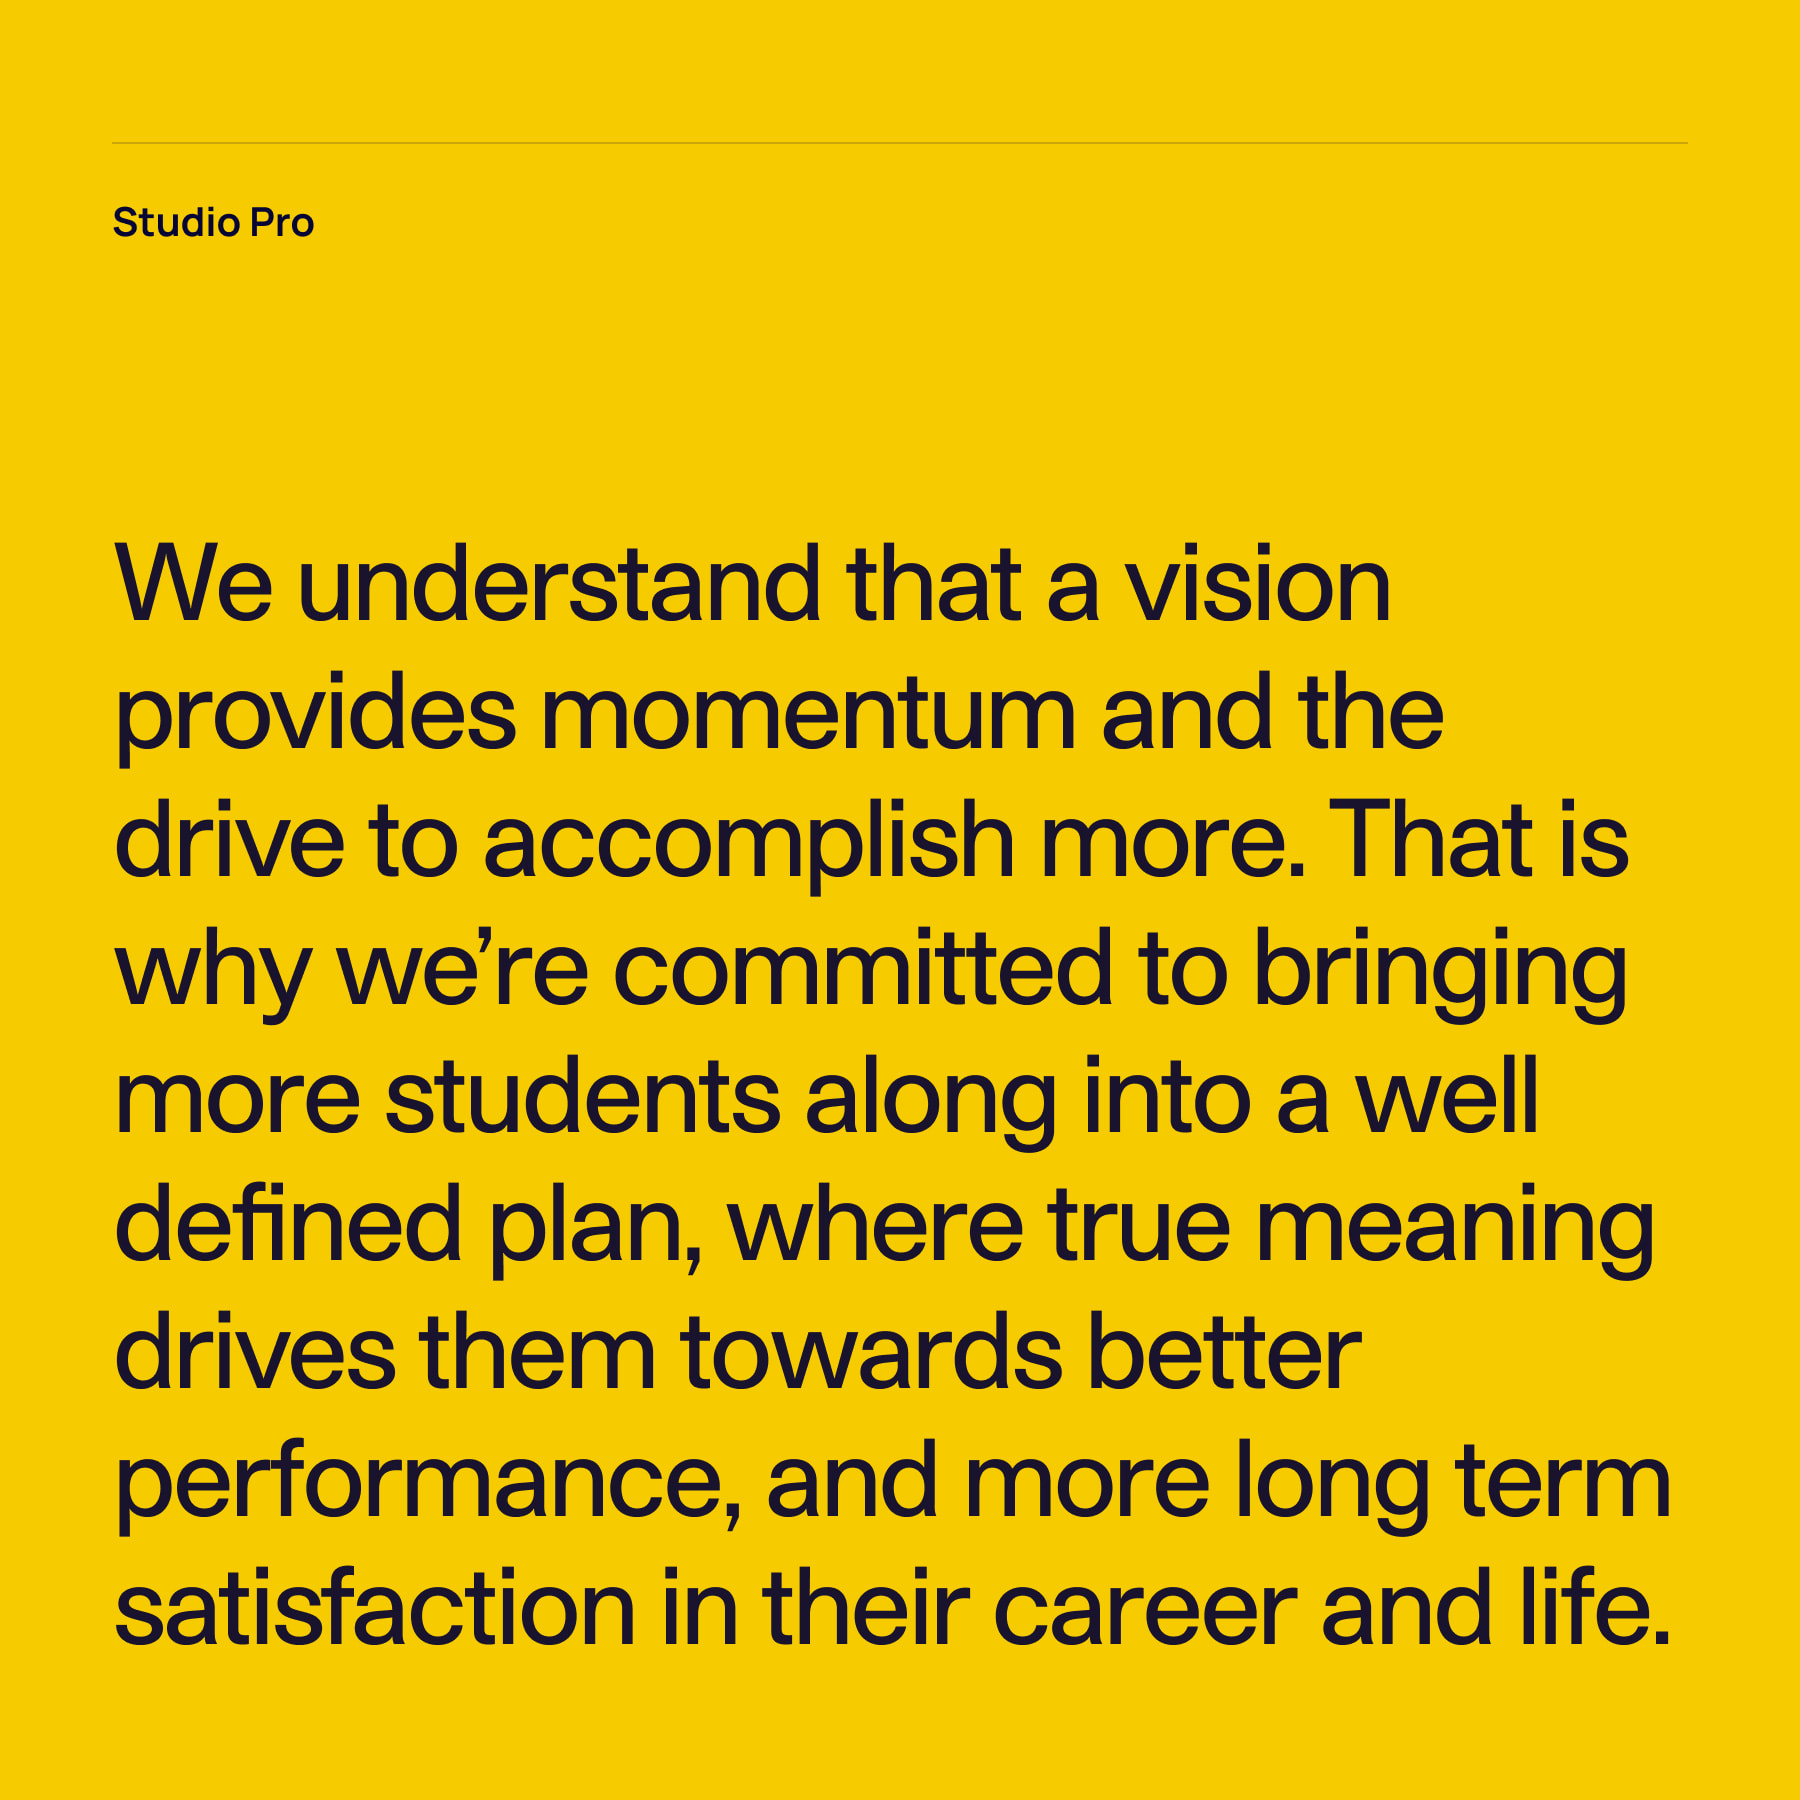 Studio Pro
We understand that a vision
provides momentum and the
drive to accomplish more. That is
why we’re committed to bringing
more students along into a well
defined plan, where true meaning
drives them towards better
performance, and more long term
satisfaction in their career and life.